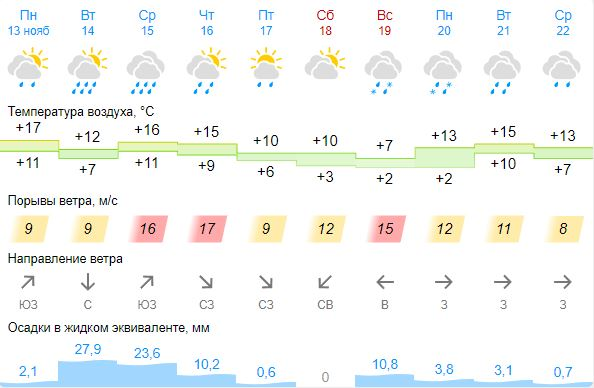 Пн Вт Ср Чт Пт Сб Вс Пн Вт Ср
13 нояб 14 15 16 17 18 19 20 21 22
Температура воздуха, °C
+17 +12 +16 +15 +10 +10 +7 +13 +15 +13
+11 +7 +11 +9 +6 +3 +2 +2 +10 +7
Порывы ветра, м/с
9 9 16 17 9 12 15 12 11 8
Направление ветра
ЮЗ С ЮЗ СЗ СЗ СВ В З З З
Осадки в жидком эквиваленте, мм
2,1 27,9 23,6 10,2 0,6 0 10,8 3,8 3,1 0,7